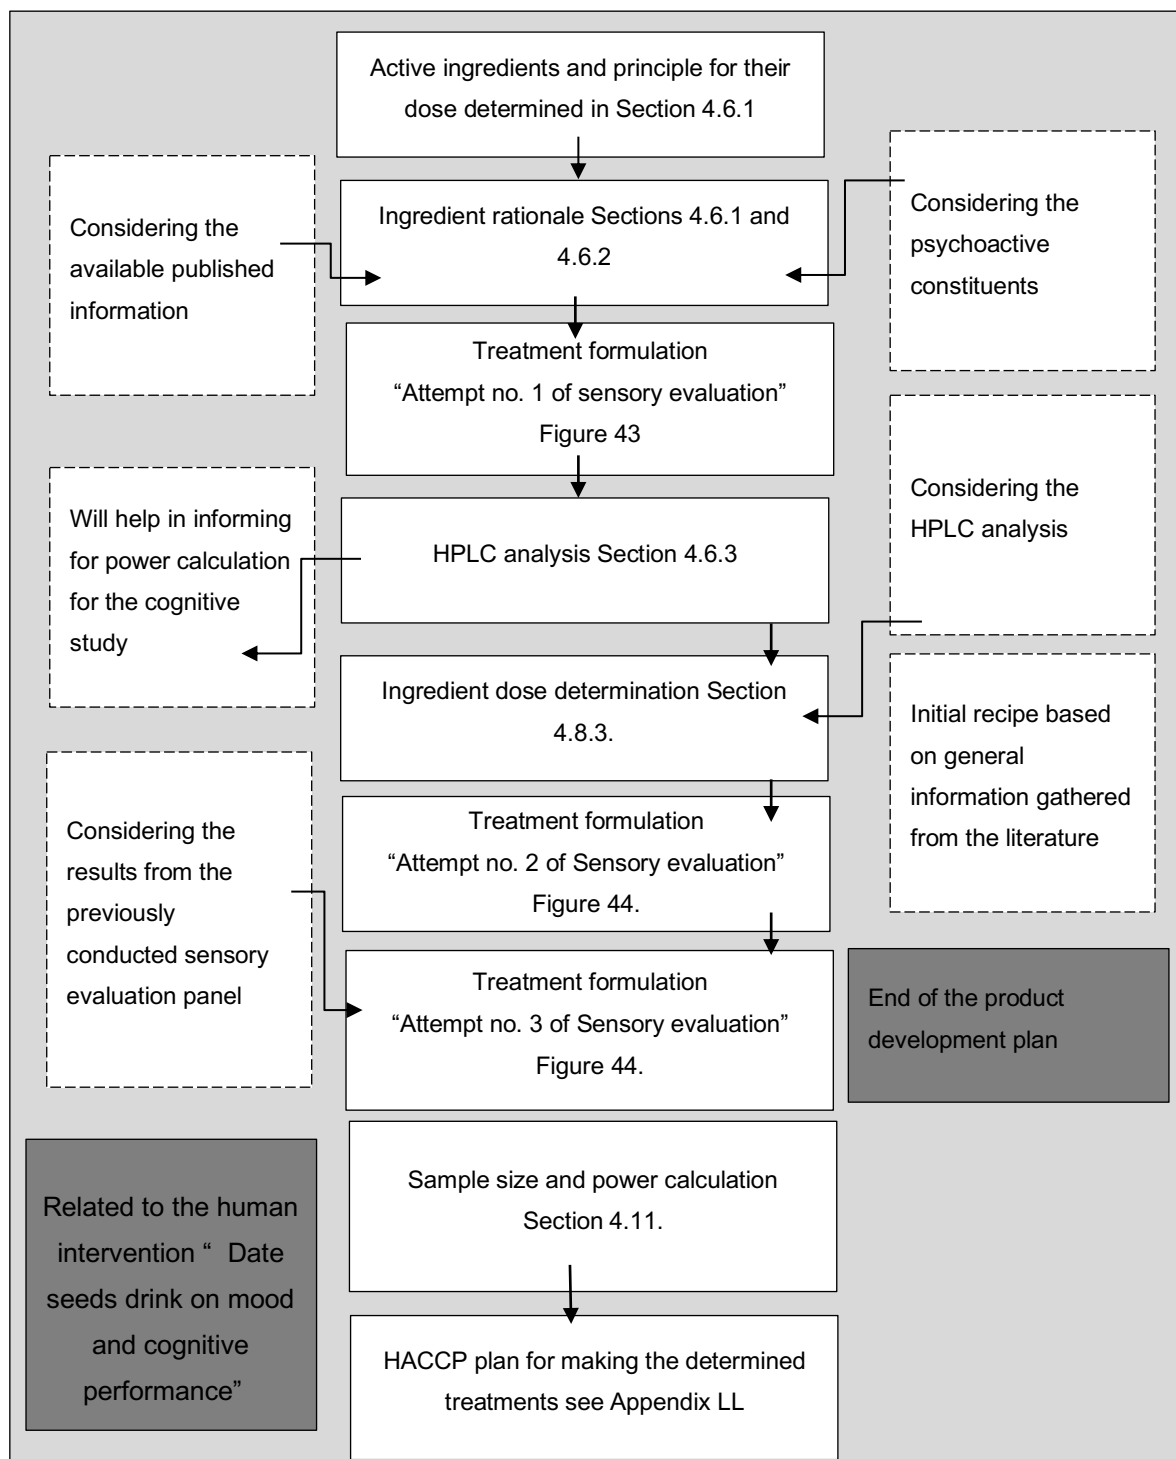 Active ingredients and principle for their
dose determined in Section 4.6.1
Considering the
available published
information
Ingredient rationale Sections 4.6.1 and
4.6.2
Considering the
psychoactive
constituents
Treatment formulation
“Attempt no. 1 of sensory evaluation”
Figure 43
Will help in informing
for power calculation
for the cognitive
study
HPLC analysis Section 4.6.3
Considering the
HPLC analysis
Ingredient dose determination Section
4.8.3.
Initial recipe based
on general
information gathered
from the literature
Considering the
results from the
previously
conducted sensory
evaluation panel
Treatment formulation
“Attempt no. 2 of Sensory evaluation”
Figure 44.
Treatment formulation
“Attempt no. 3 of Sensory evaluation”
Figure 44.
End of the product
development plan
Related to the human
intervention “ Date
seeds drink on mood
and cognitive
performance”
Sample size and power calculation
Section 4.11.
HACCP plan for making the determined
treatments see Appendix LL